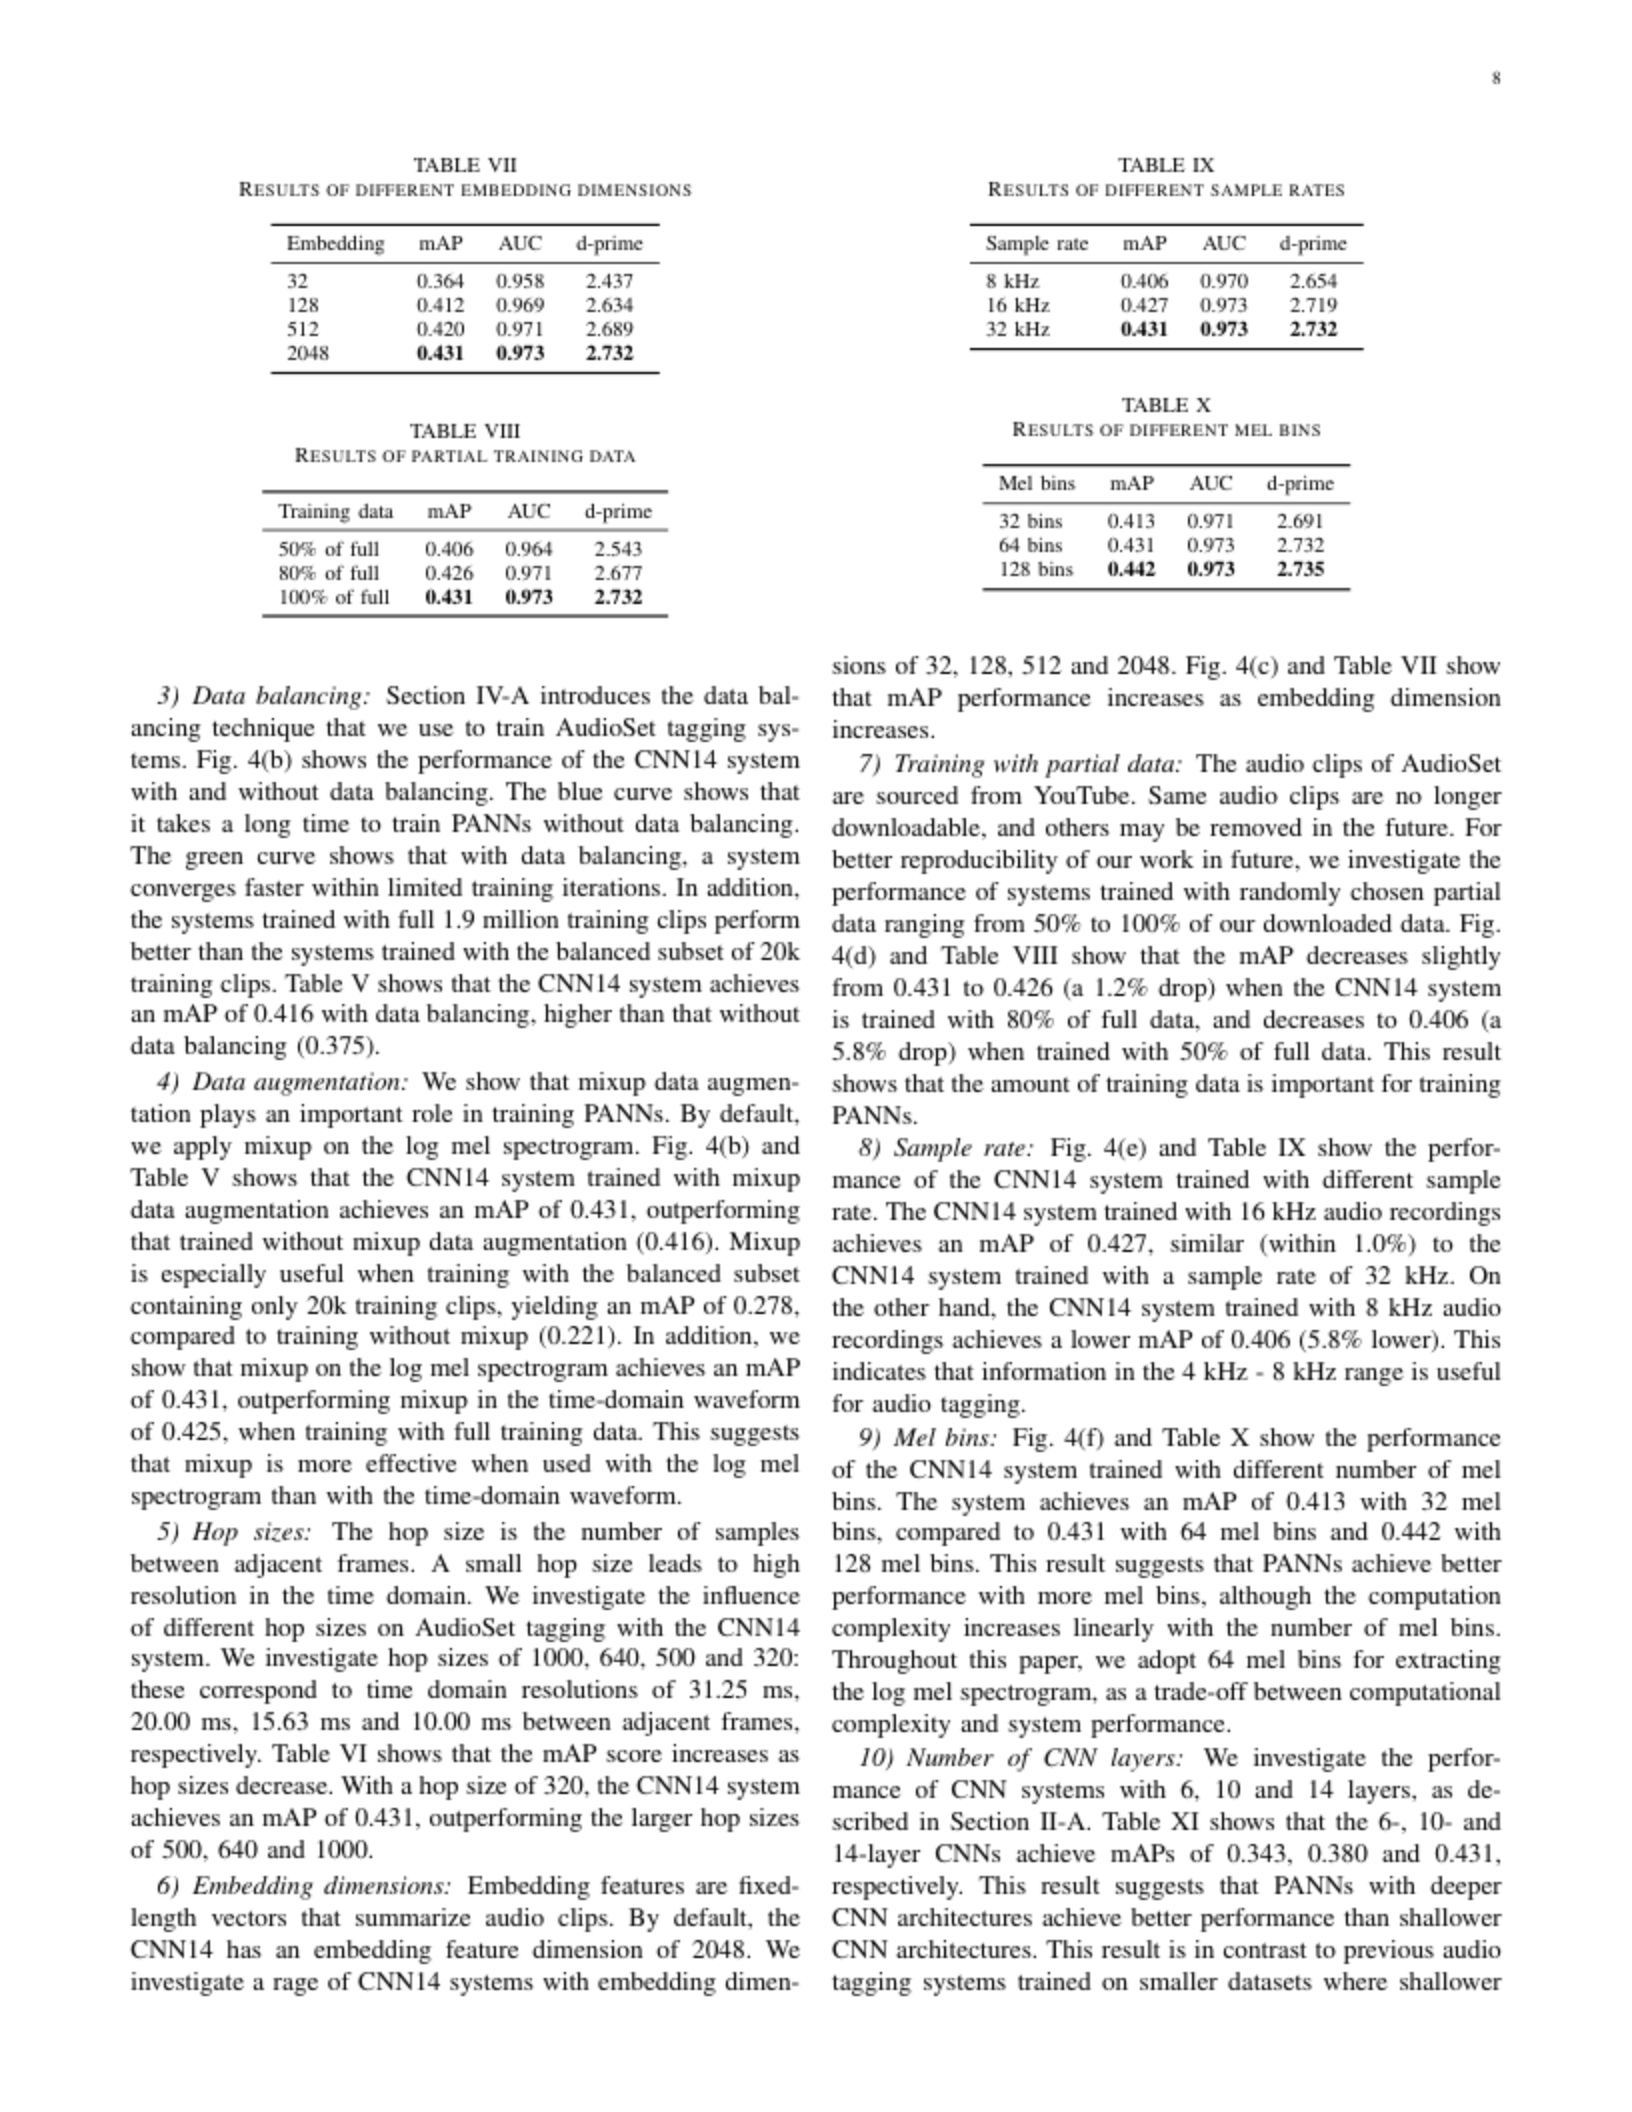 8
TABLE VII
RESULTS OF DIFFERENT EMBEDDING DIMENSIONS
Embedding mAP AUC d-prime
32 0.364 0.958 2.437
128 0.412 0.969 2.634
512 0.420 0.971 2.689
2048 0.431 0.973 2.732
TABLE VIII
RESULTS OF PARTIAL TRAINING DATA
Training data mAP AUC d-prime
50% of full 0.406 0.964 2.543
80% of full 0.426 0.971 2.677
100% of full 0.431 0.973 2.732
3) Data balancing: Section IV-A introduces the data bal-
ancing technique that we use to train AudioSet tagging sys-
tems. Fig. 4(b) shows the performance of the CNN14 system
with and without data balancing. The blue curve shows that
it takes a long time to train PANNs without data balancing.
The green curve shows that with data balancing, a system
converges faster within limited training iterations. In addition,
the systems trained with full 1.9 million training clips perform
better than the systems trained with the balanced subset of 20k
training clips. Table V shows that the CNN14 system achieves
an mAP of 0.416 with data balancing, higher than that without
data balancing (0.375).
4) Data augmentation: We show that mixup data augmen-
tation plays an important role in training PANNs. By default,
we apply mixup on the log mel spectrogram. Fig. 4(b) and
Table V shows that the CNN14 system trained with mixup
data augmentation achieves an mAP of 0.431, outperforming
that trained without mixup data augmentation (0.416). Mixup
is especially useful when training with the balanced subset
containing only 20k training clips, yielding an mAP of 0.278,
compared to training without mixup (0.221). In addition, we
show that mixup on the log mel spectrogram achieves an mAP
of 0.431, outperforming mixup in the time-domain waveform
of 0.425, when training with full training data. This suggests
that mixup is more effective when used with the log mel
spectrogram than with the time-domain waveform.
5) Hop sizes: The hop size is the number of samples
between adjacent frames. A small hop size leads to high
resolution in the time domain. We investigate the influence
of different hop sizes on AudioSet tagging with the CNN14
system. We investigate hop sizes of 1000, 640, 500 and 320:
these correspond to time domain resolutions of 31.25 ms,
20.00 ms, 15.63 ms and 10.00 ms between adjacent frames,
respectively. Table VI shows that the mAP score increases as
hop sizes decrease. With a hop size of 320, the CNN14 system
achieves an mAP of 0.431, outperforming the larger hop sizes
of 500, 640 and 1000.
6) Embedding dimensions: Embedding features are fixed-
length vectors that summarize audio clips. By default, the
CNN14 has an embedding feature dimension of 2048. We
investigate a rage of CNN14 systems with embedding dimen-
TABLE IX
RESULTS OF DIFFERENT SAMPLE RATES
Sample rate mAP AUC d-prime
8 kHz 0.406 0.970 2.654
16 kHz 0.427 0.973 2.719
32 kHz 0.431 0.973 2.732
TABLE X
RESULTS OF DIFFERENT MEL BINS
Mel bins mAP AUC d-prime
32 bins 0.413 0.971 2.691
64 bins 0.431 0.973 2.732
128 bins 0.442 0.973 2.735
sions of 32, 128, 512 and 2048. Fig. 4(c) and Table VII show
that mAP performance increases as embedding dimension
increases.
7) Training with partial data: The audio clips of AudioSet
are sourced from YouTube. Same audio clips are no longer
downloadable, and others may be removed in the future. For
better reproducibility of our work in future, we investigate the
performance of systems trained with randomly chosen partial
data ranging from 50% to 100% of our downloaded data. Fig.
4(d) and Table VIII show that the mAP decreases slightly
from 0.431 to 0.426 (a 1.2% drop) when the CNN14 system
is trained with 80% of full data, and decreases to 0.406 (a
5.8% drop) when trained with 50% of full data. This result
shows that the amount of training data is important for training
PANNs.
8) Sample rate: Fig. 4(e) and Table IX show the perfor-
mance of the CNN14 system trained with different sample
rate. The CNN14 system trained with 16 kHz audio recordings
achieves an mAP of 0.427, similar (within 1.0%) to the
CNN14 system trained with a sample rate of 32 kHz. On
the other hand, the CNN14 system trained with 8 kHz audio
recordings achieves a lower mAP of 0.406 (5.8% lower). This
indicates that information in the 4 kHz - 8 kHz range is useful
for audio tagging.
9) Mel bins: Fig. 4(f) and Table X show the performance
of the CNN14 system trained with different number of mel
bins. The system achieves an mAP of 0.413 with 32 mel
bins, compared to 0.431 with 64 mel bins and 0.442 with
128 mel bins. This result suggests that PANNs achieve better
performance with more mel bins, although the computation
complexity increases linearly with the number of mel bins.
Throughout this paper, we adopt 64 mel bins for extracting
the log mel spectrogram, as a trade-off between computational
complexity and system performance.
10) Number of CNN layers: We investigate the perfor-
mance of CNN systems with 6, 10 and 14 layers, as de-
scribed in Section II-A. Table XI shows that the 6-, 10- and
14-layer CNNs achieve mAPs of 0.343, 0.380 and 0.431,
respectively. This result suggests that PANNs with deeper
CNN architectures achieve better performance than shallower
CNN architectures. This result is in contrast to previous audio
tagging systems trained on smaller datasets where shallower